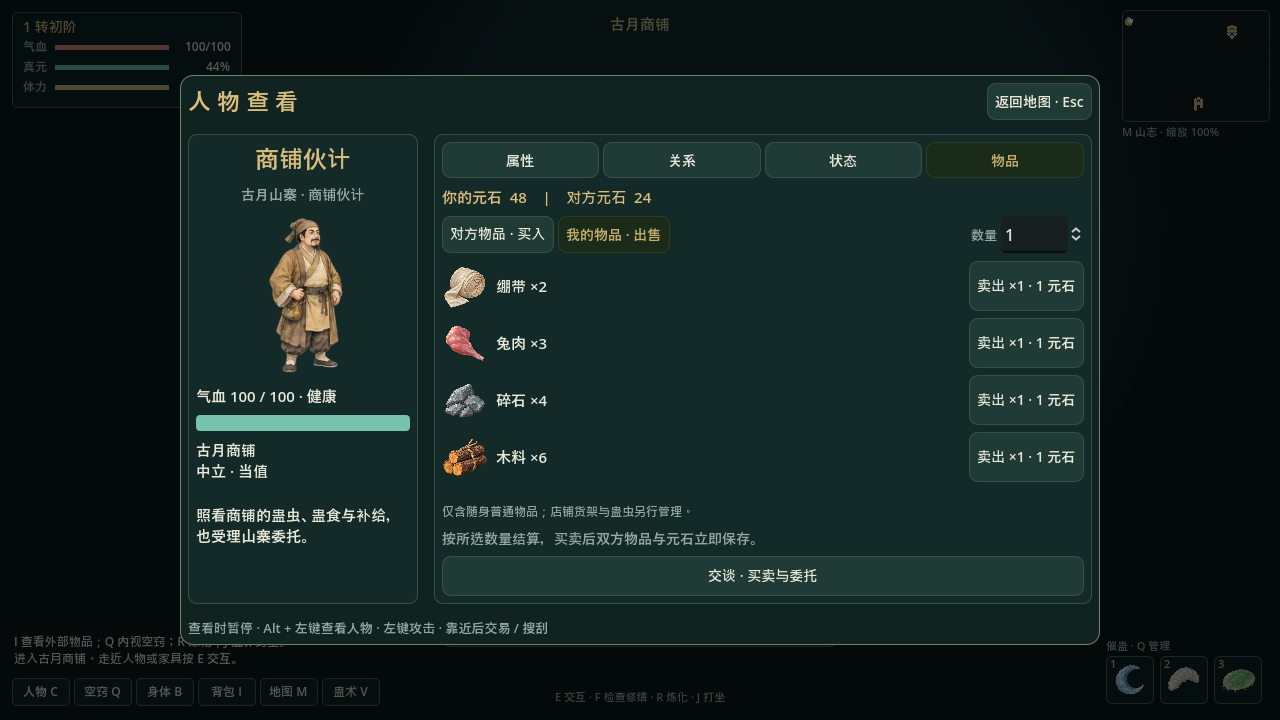 1 转初阶
气血 100/100
真元 44%
体力
古月商铺
M 山志 · 缩放 100%
人物查看
返回地图 · Esc
商铺伙计
古月山寨 · 商铺伙计
气血 100 / 100 · 健康
古月商铺
中立 · 当值
照看商铺的蛊虫、蛊食与补给，
也受理山寨委托。
属性 关系 状态 物品
你的元石 48 | 对方元石 24
对方物品 · 买入 我的物品 · 出售 数量 1
绷带 ×2 卖出 ×1 · 1 元石
兔肉 ×3 卖出 ×1 · 1 元石
碎石 ×4 卖出 ×1 · 1 元石
木料 ×6 卖出 ×1 · 1 元石
仅含随身普通物品；店铺货架与蛊虫另行管理。
按所选数量结算，买卖后双方物品与元石立即保存。
交谈 · 买卖与委托
查看时暂停 · Alt + 左键查看人物 · 左键攻击 · 靠近后交易 / 搜刮
I 查看外部物品；Q 内视空窍；R
进入古月商铺。走近人物或家具按 E 交互。
人物 C 空窍 Q 身体 B 背包 I 地图 M 蛊术 V
E 交互 · F 检查修缮 · R 炼化 · J 打坐
催蛊 · Q 管理
1 2 3